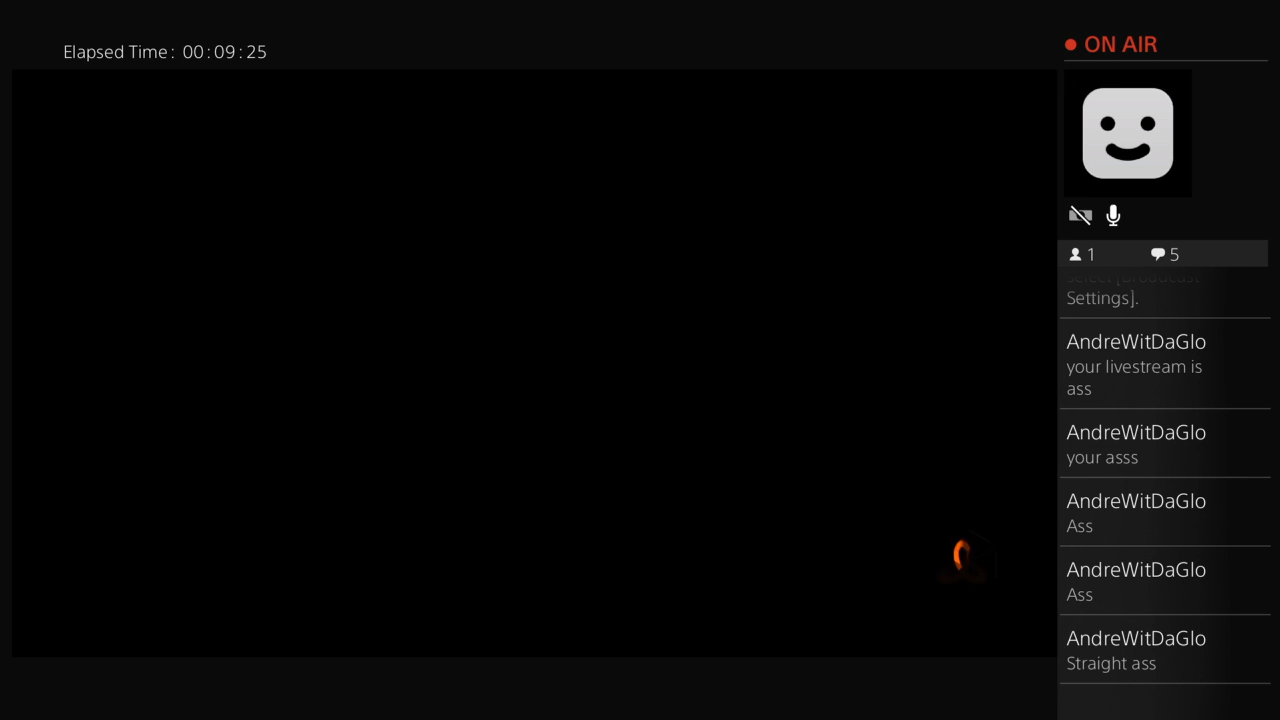 Elapsed Time: 00:09:25
ON AIR
1
5
Settings].
AndreWitDaGlo
your livestream is
ass
AndreWitDaGlo
your asss
AndreWitDaGlo
Ass
AndreWitDaGlo
Ass
AndreWitDaGlo
Straight ass